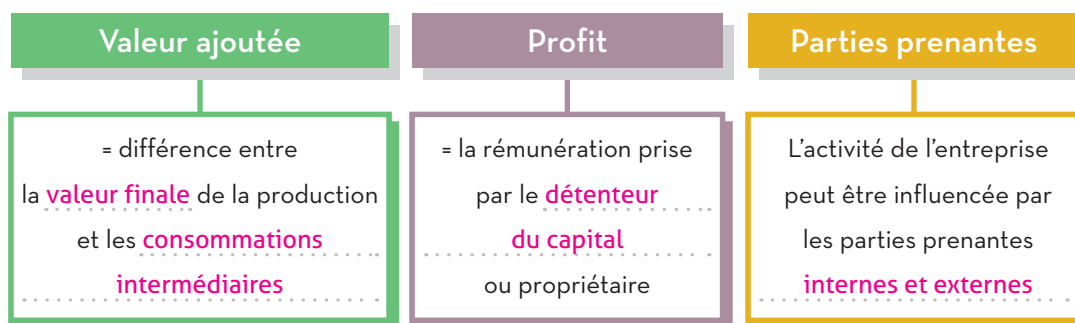 Valeur ajoutée
= différence entre
la valeur finale de la production
et les consommations
intermédiaires
Profit
= la rémunération prise
par le détenteur
du capital
ou propriétaire
Parties prenantes
L'activité de l'entreprise
peut être influencée par
les parties prenantes
internes et externes